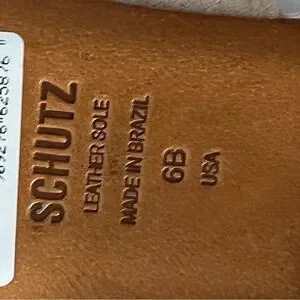 SCHUTZ
LEATHER SOLE
MADE IN BRAZIL
6B
USA